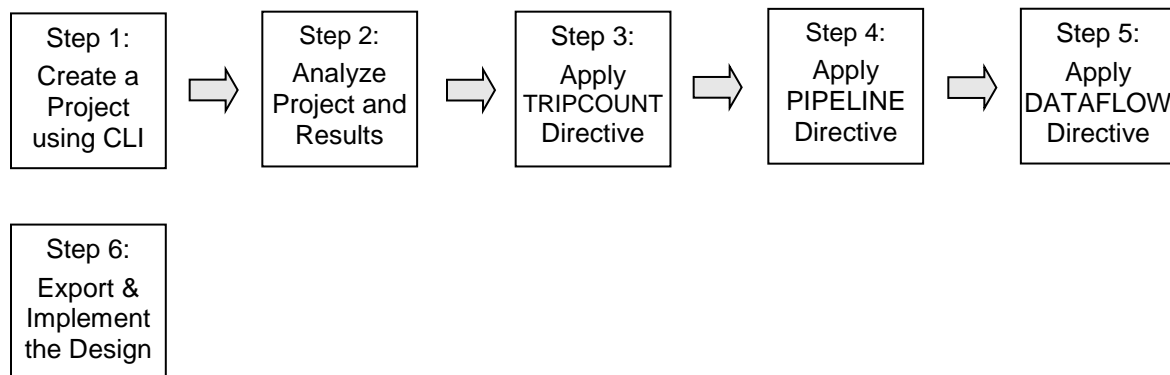 Step 1:
Create a
Project
using CLI
Step 2:
Analyze
Project and
Results
Step 3:
Apply
TRIPCOUNT
Directive
Step 4:
Apply
PIPELINE
Directive
Step 5:
Apply
DATAFLOW
Directive
Step 6:
Export &
Implement
the Design